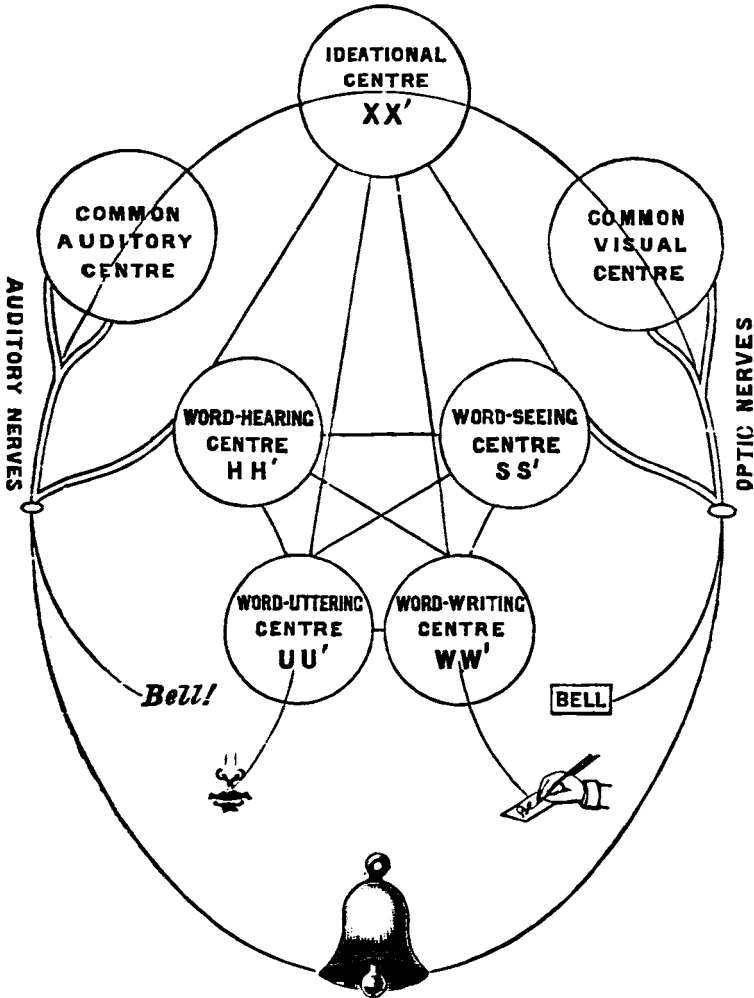 IDEATIONAL
CENTRE
XX'
COMMON
AUDITORY
CENTRE
COMMON
VISUAL
CENTRE
AUDITORY NERVES
OPTIC NERVES
WORD-HEARING
CENTRE
HH'
WORD-SEEING
CENTRE
SS'
WORD-UTTERING
CENTRE
UU'
WORD-WRITING
CENTRE
WW'
Bell!
BELL
Be